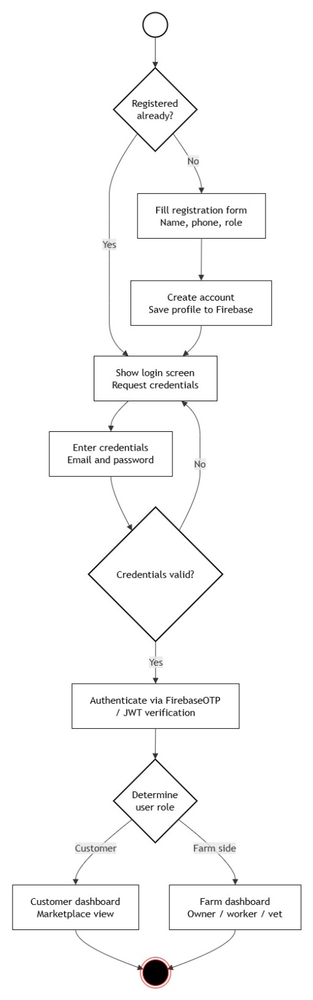 Registered
already?
No
Fill registration form
Name, phone, role
Yes
Create account
Save profile to Firebase
Show login screen
Request credentials
Enter credentials
Email and password
No
Credentials valid?
Yes
Authenticate via FirebaseOTP
/ JWT verification
Determine
user role
Customer
Farm side
Customer dashboard
Marketplace view
Farm dashboard
Owner / worker / vet